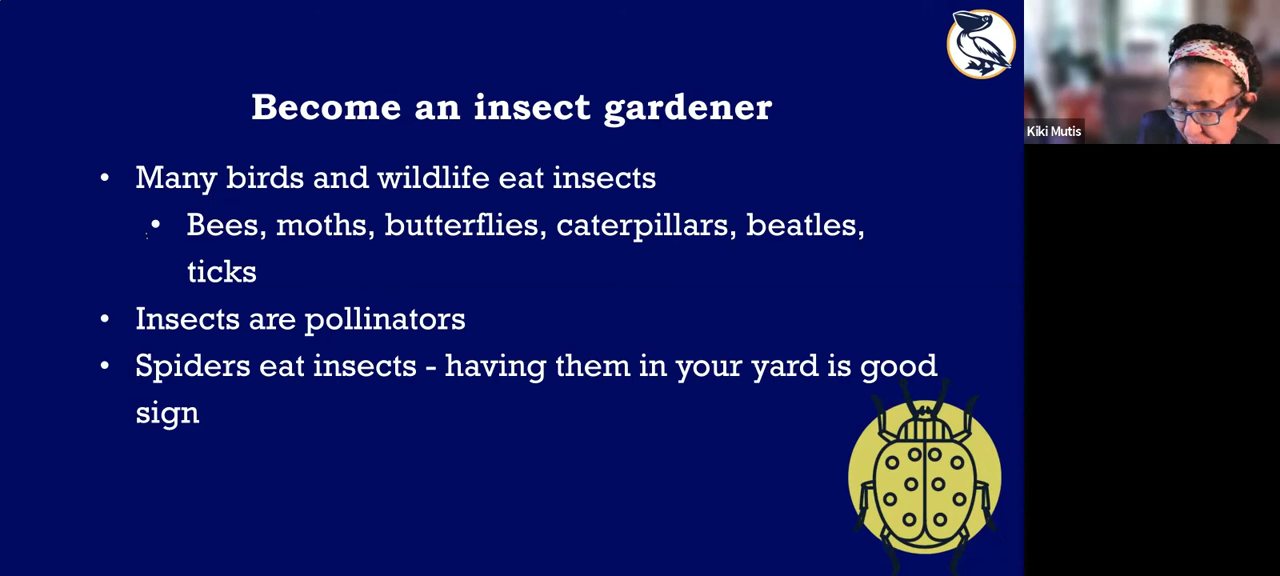 Become an insect gardener
• Many birds and wildlife eat insects
• Bees, moths, butterflies, caterpillars, beatles,
ticks
• Insects are pollinators
• Spiders eat insects - having them in your yard is good
sign
Kiki Mutis